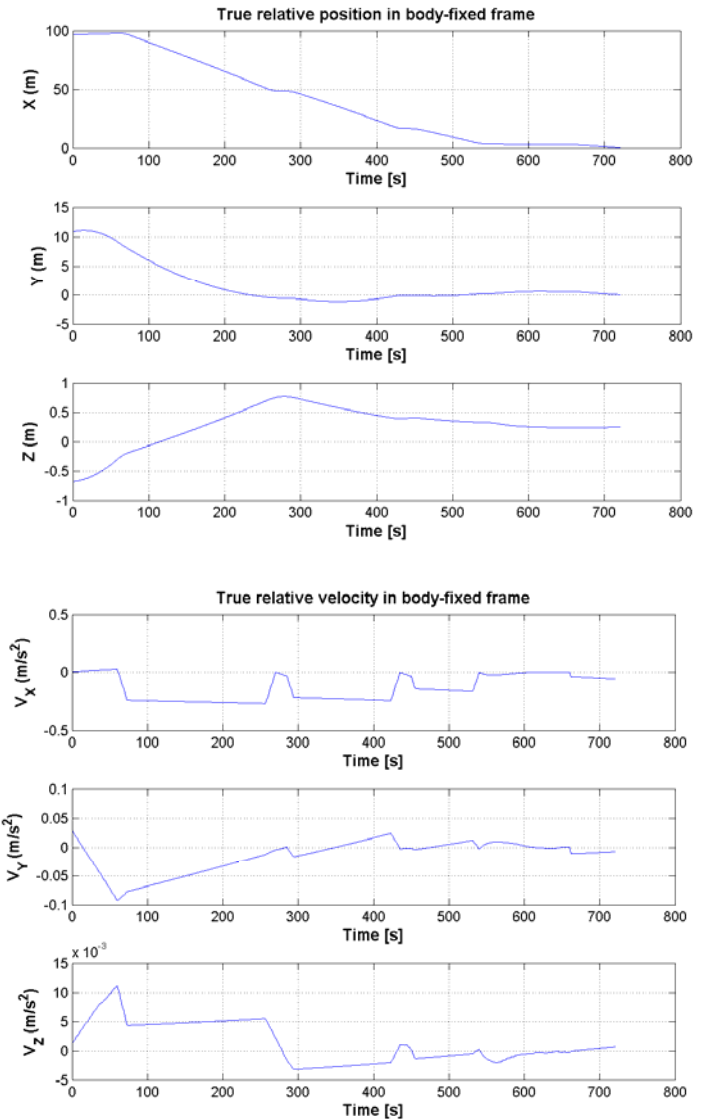 True relative position in body-fixed frame
100
50
0
X (m)
0 100 200 300 400 500 600 700 800
Time [s]
15
10
5
0
-5
Y (m)
0 100 200 300 400 500 600 700 800
Time [s]
1
0.5
0
-0.5
-1
Z (m)
0 100 200 300 400 500 600 700 800
Time [s]
True relative velocity in body-fixed frame
0.5
0
-0.5
V_X (m/s²)
0 100 200 300 400 500 600 700 800
Time [s]
0.1
0.05
0
-0.05
-0.1
V_Y (m/s²)
0 100 200 300 400 500 600 700 800
Time [s]
x 10⁻³
15
10
5
0
-5
V_Z (m/s²)
0 100 200 300 400 500 600 700 800
Time [s]